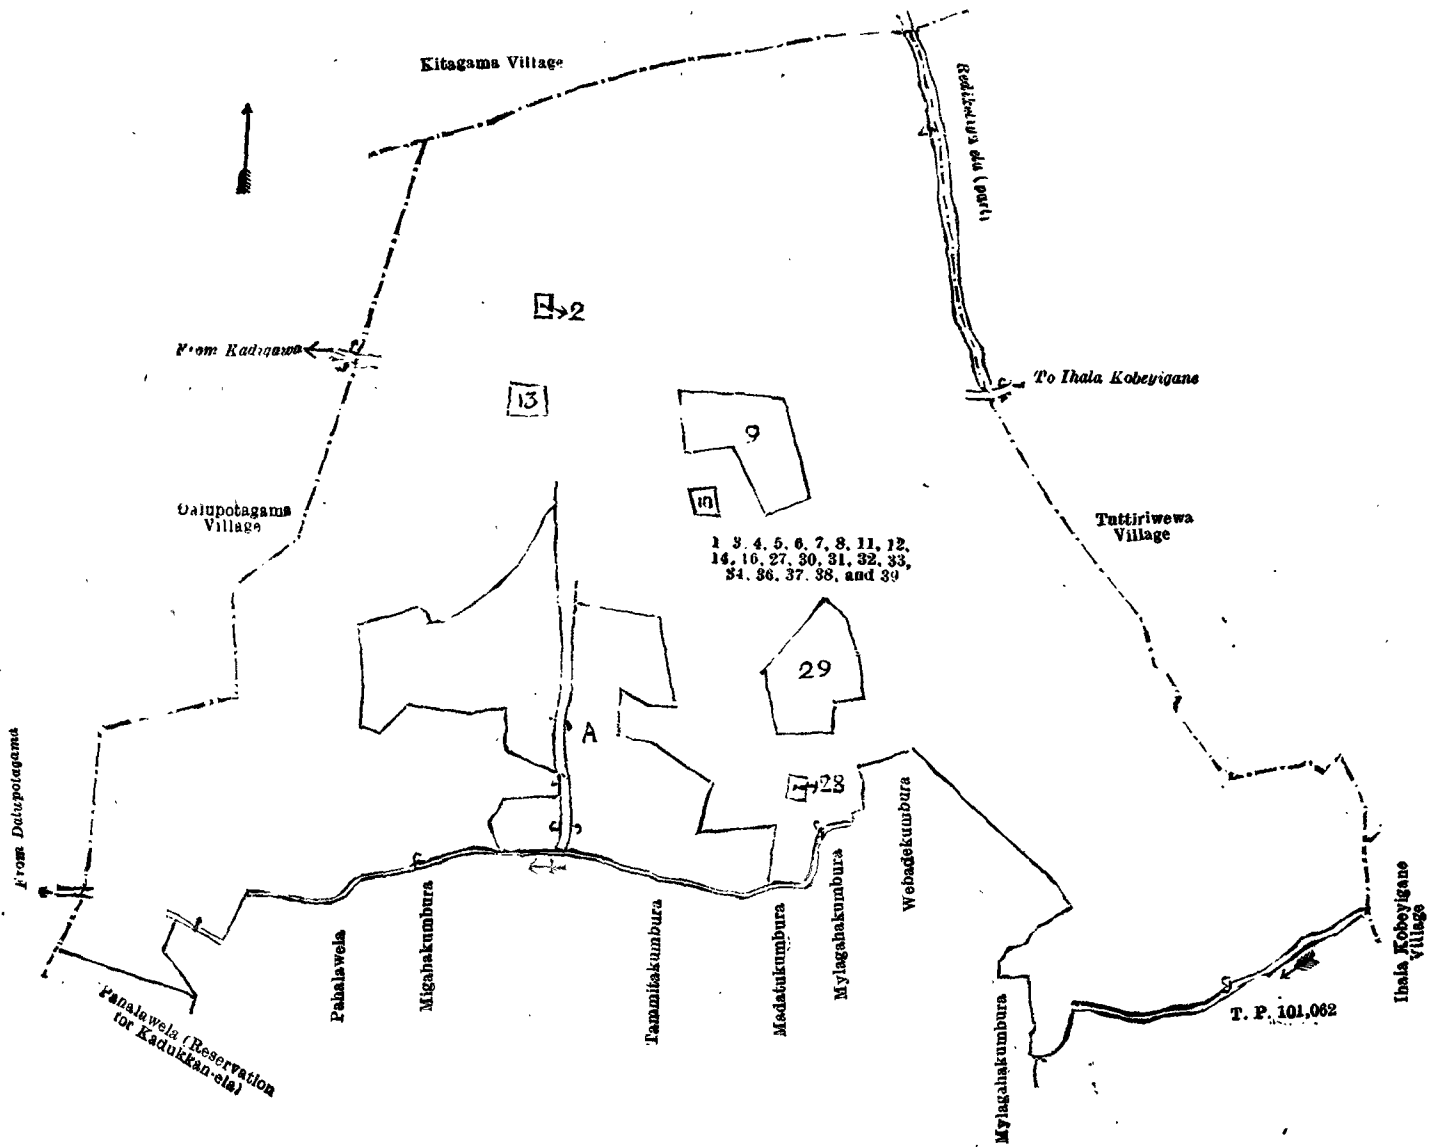 Kitagama Village
ela (part)
2
From Kadigawa
To Ihala Kobeyigane
13
9
Dalupotagama
Village
10
Tuttiriwewa
Village
1 3, 4, 5, 6, 7, 8, 11, 12,
14, 16, 27, 30, 31, 32, 33,
34, 36, 37, 38, and 39
29
A
28
From Dalupotagama
Webadekumbura
Mylagahakumbura
Migahakumbura
Pahalawela
Tammitakumbura
Madatukumbura
Ihala Kobeyigane
Village
T. P. 101,062
Panalawela (Reservation
for Kadukkan-ela)
Mylagahakumbura